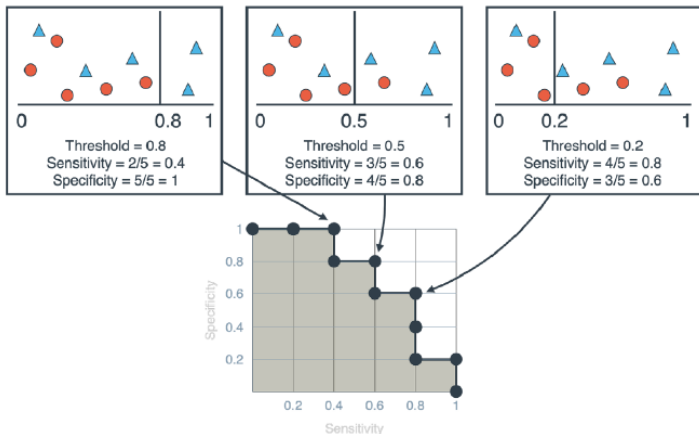 0 0.8 1
Threshold = 0.8
Sensitivity = 2/5 = 0.4
Specificity = 5/5 = 1
0 0.5 1
Threshold = 0.5
Sensitivity = 3/5 = 0.6
Specificity = 4/5 = 0.8
0 0.2 1
Threshold = 0.2
Sensitivity = 4/5 = 0.8
Specificity = 3/5 = 0.6
Specificity
1
0.8
0.6
0.4
0.2
0.2 0.4 0.6 0.8 1
Sensitivity